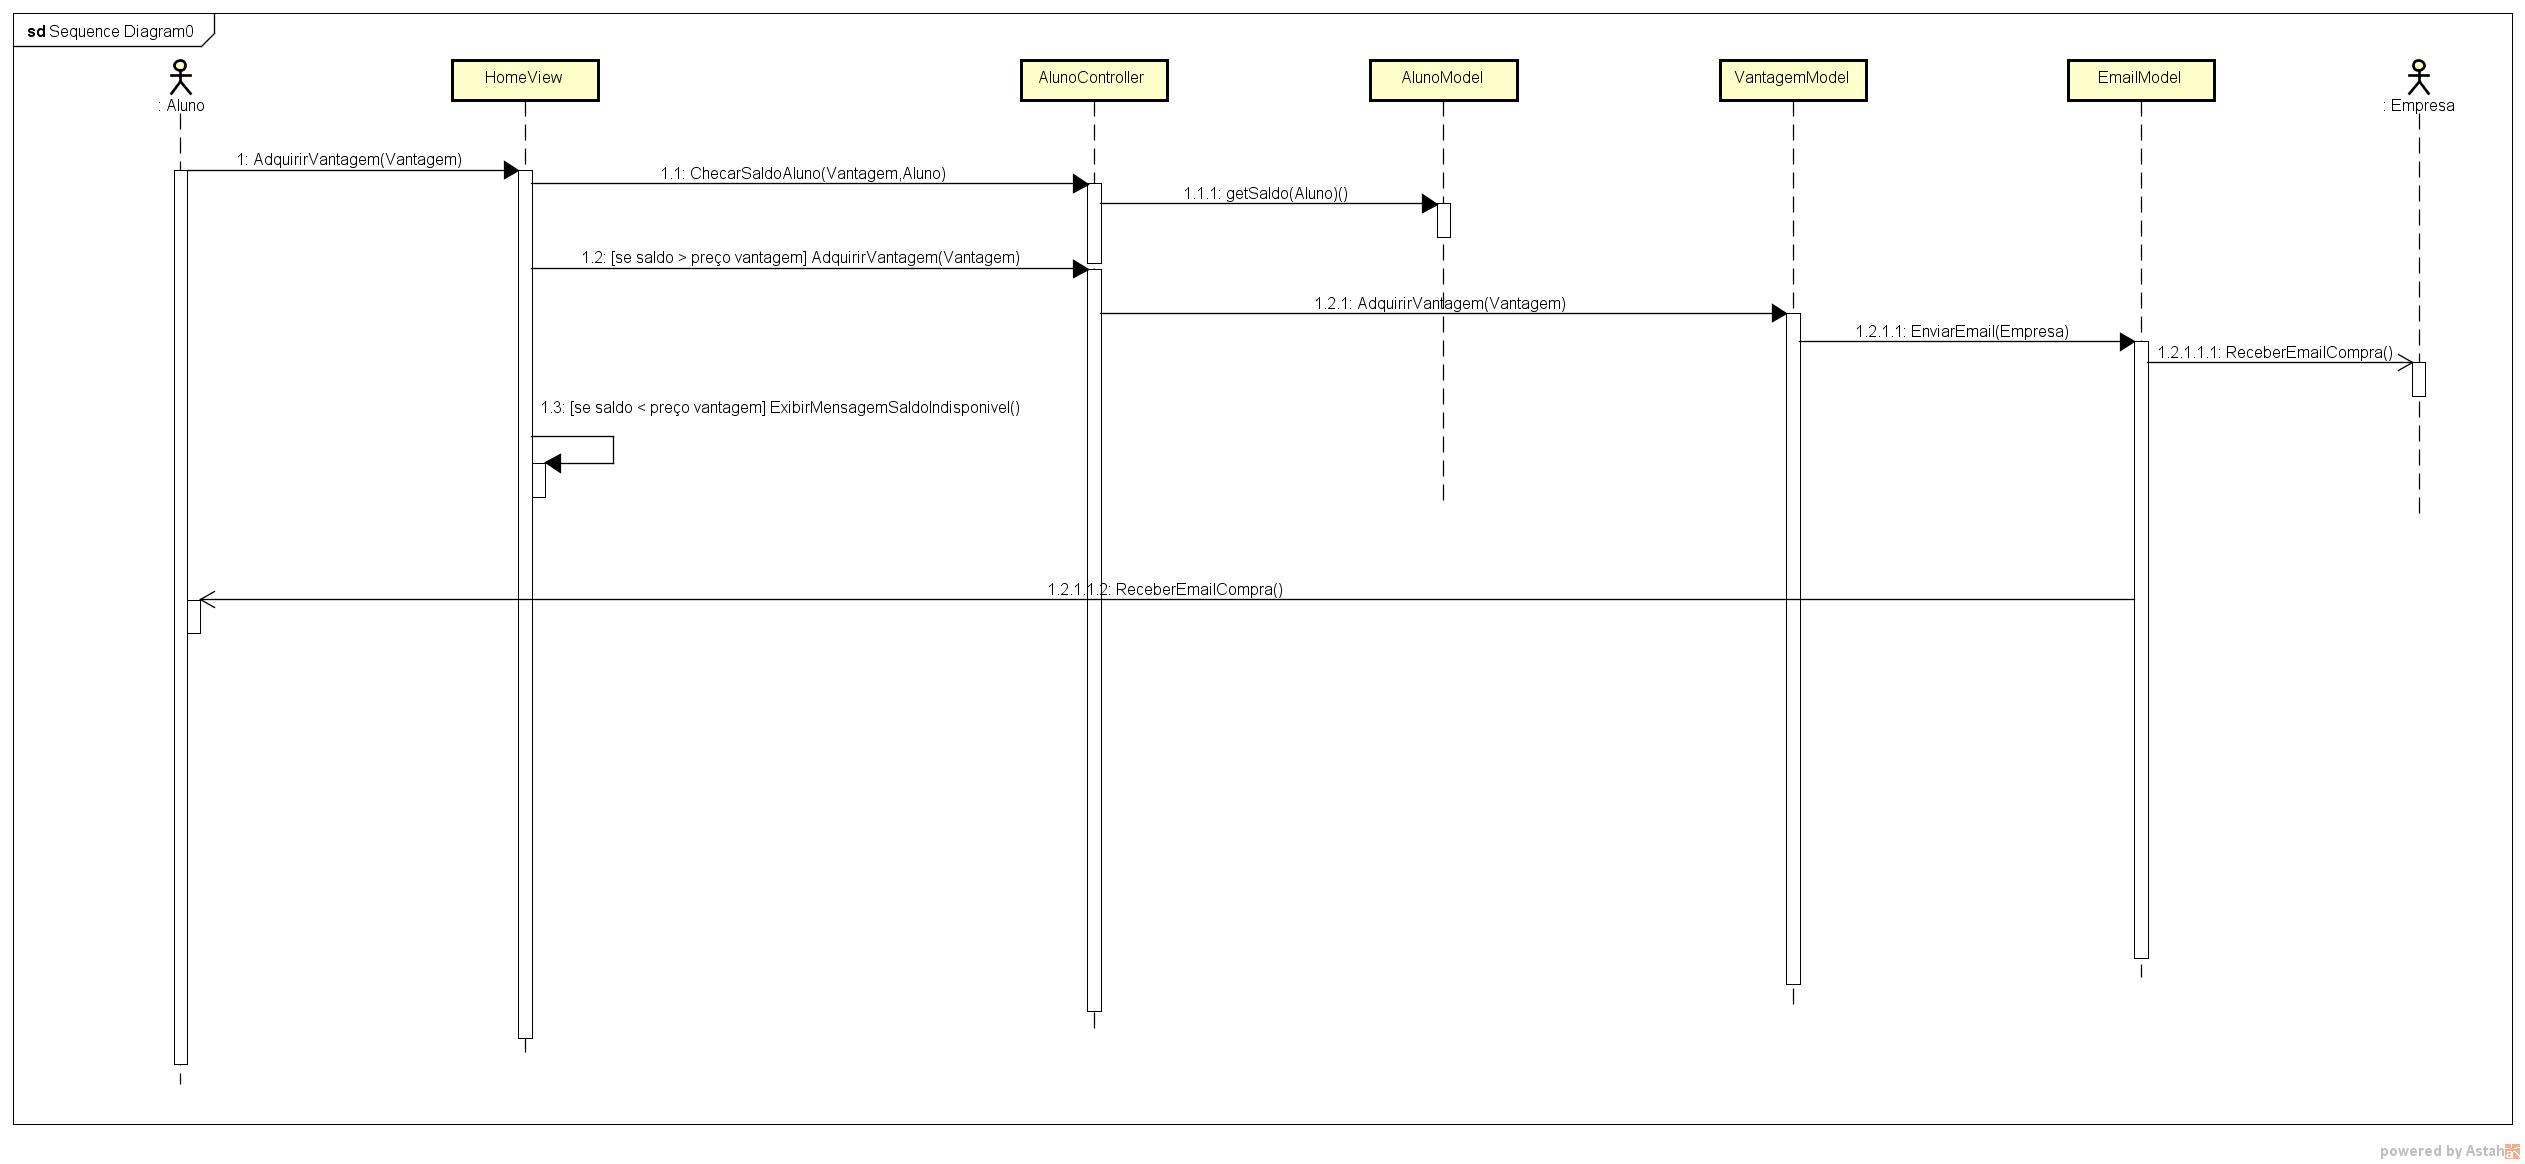 sd Sequence Diagram0
: Aluno
HomeView
AlunoController
AlunoModel
VantagemModel
EmailModel
: Empresa
1: AdquirirVantagem(Vantagem)
1.1: ChecarSaldoAluno(Vantagem,Aluno)
1.1.1: getSaldo(Aluno)()
1.2: [se saldo > preço vantagem] AdquirirVantagem(Vantagem)
1.2.1: AdquirirVantagem(Vantagem)
1.2.1.1: EnviarEmail(Empresa)
1.2.1.1.1: ReceberEmailCompra()
1.3: [se saldo < preço vantagem] ExibirMensagemSaldoIndisponivel()
1.2.1.1.2: ReceberEmailCompra()
powered by Astah